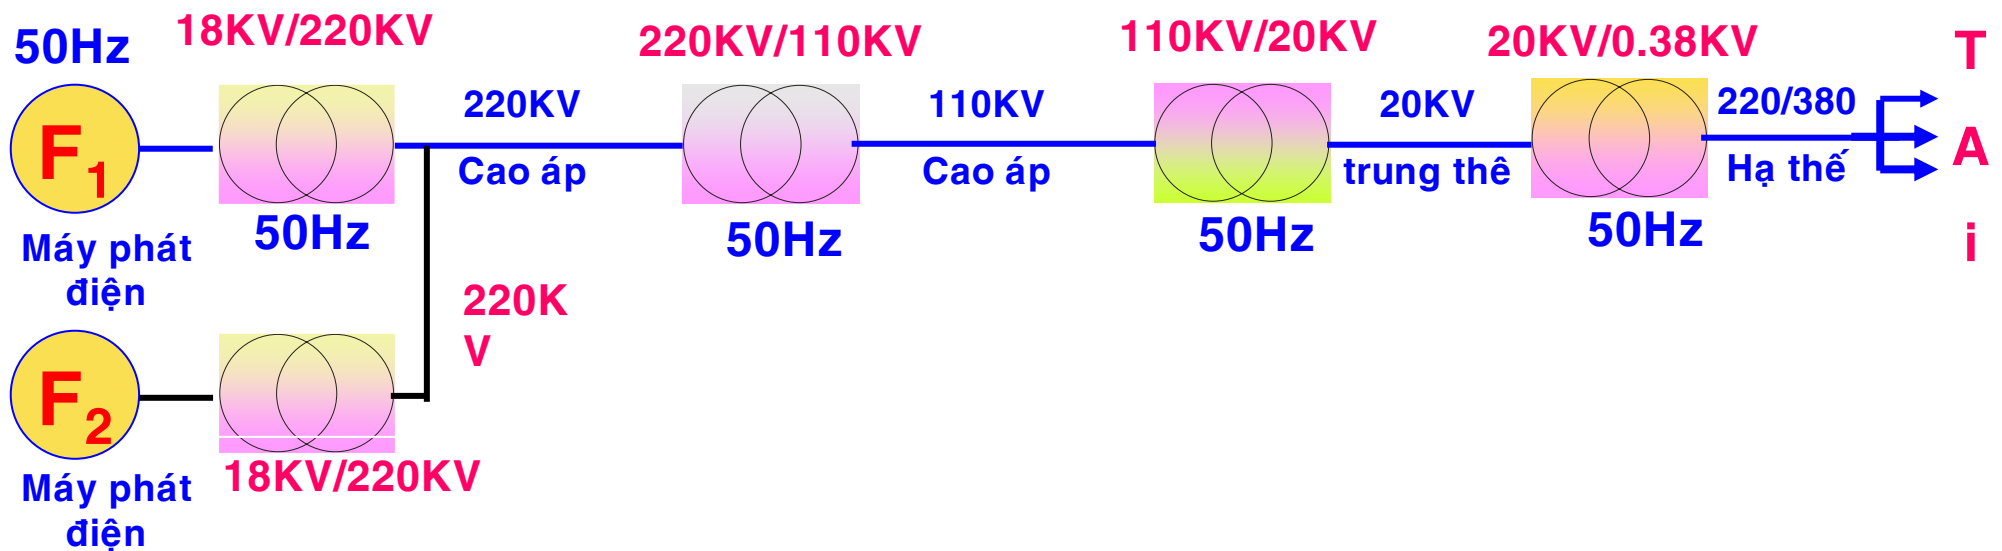 50Hz
18KV/220KV
220KV/110KV
110KV/20KV
20KV/0.38KV
T
A
i
F1
220KV
Cao áp
110KV
Cao áp
20KV
trung thê
220/380
Hạ thế
50Hz
50Hz
50Hz
50Hz
Máy phát
điện
220K
V
F2
18KV/220KV
Máy phát
điện